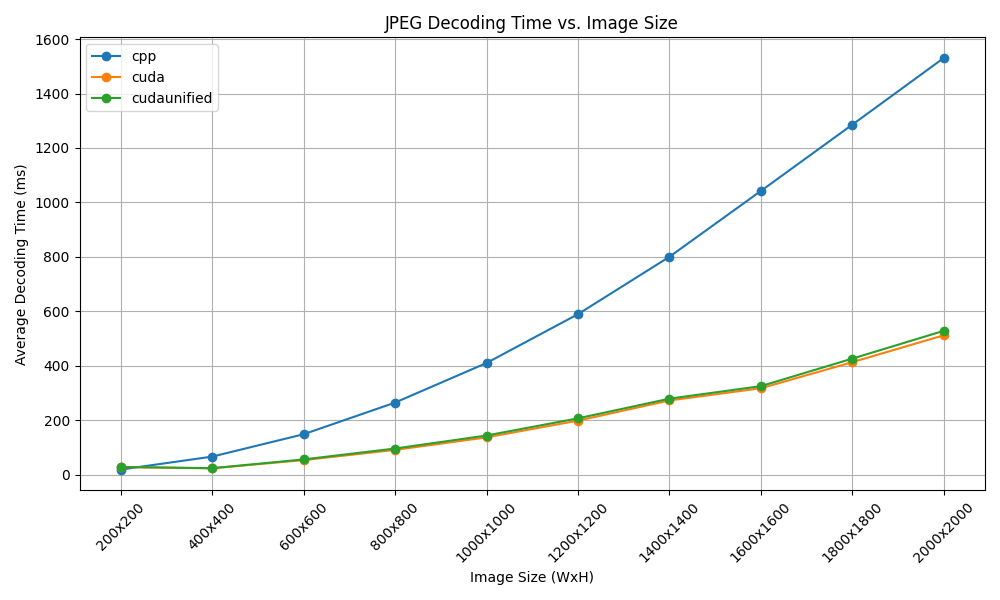 JPEG Decoding Time vs. Image Size
cpp
cuda
cudaunified
Average Decoding Time (ms)
1600
1400
1200
1000
800
600
400
200
0
200x200
400x400
600x600
800x800
1000x1000
1200x1200
1400x1400
1600x1600
1800x1800
2000x2000
Image Size (WxH)